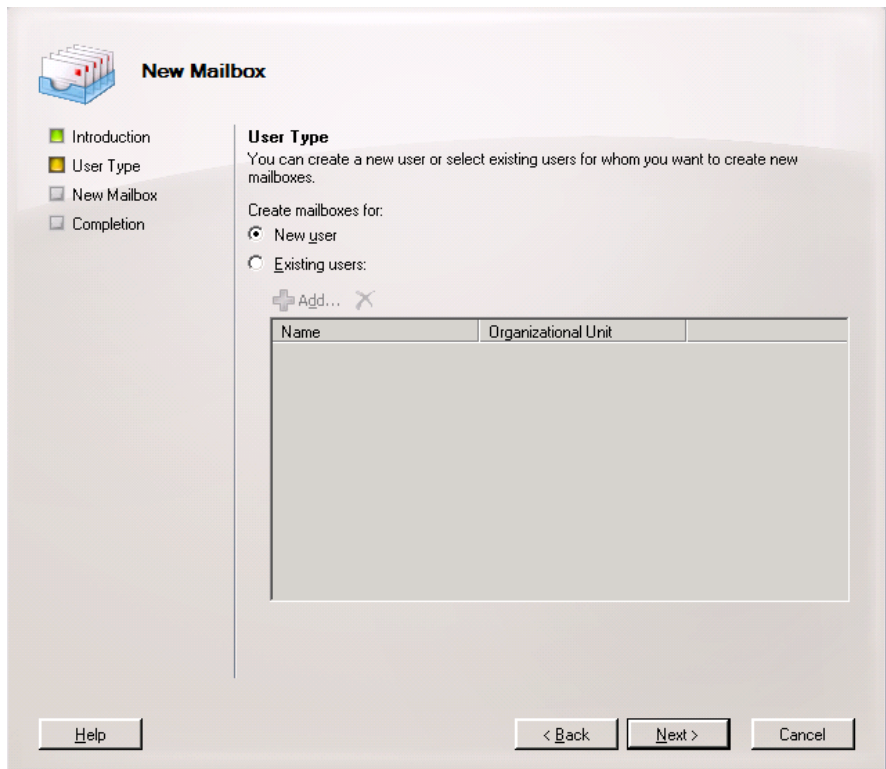 New Mailbox
Introduction
User Type
New Mailbox
Completion
User Type
You can create a new user or select existing users for whom you want to create new
mailboxes.
Create mailboxes for:
New user
Existing users:
Add...
Name Organizational Unit
Help < Back Next > Cancel